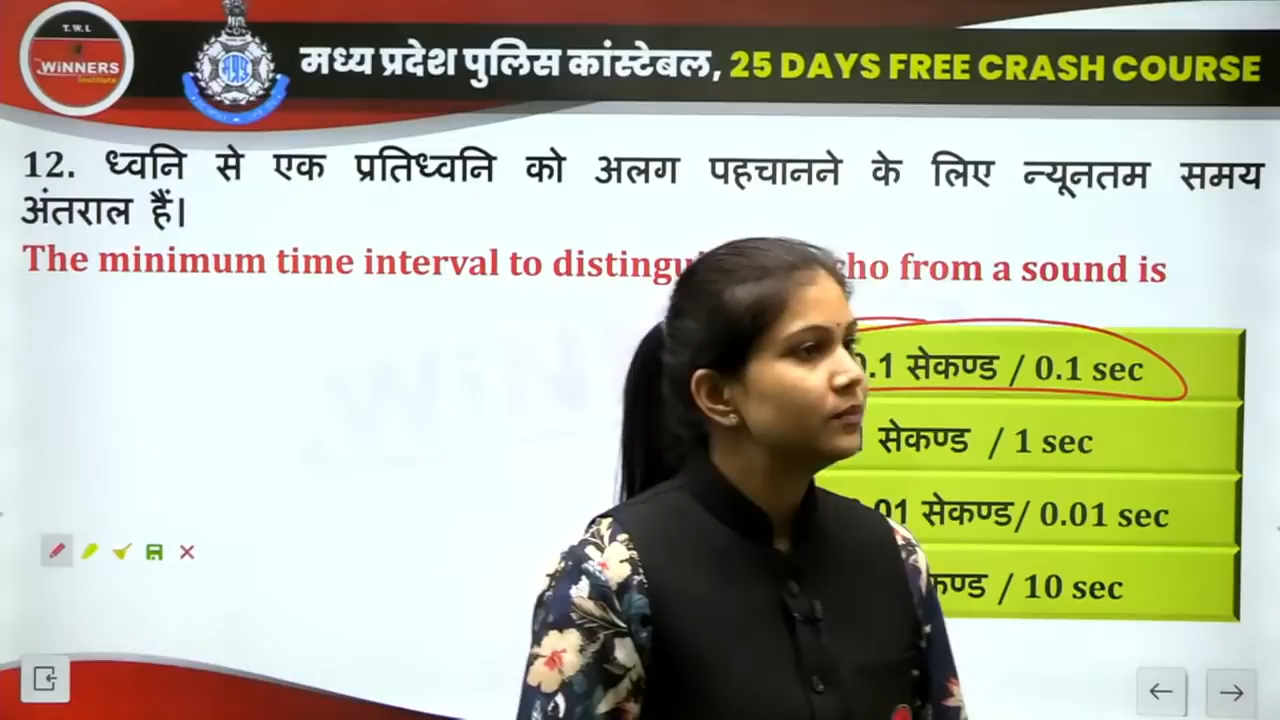 T.W.I.
WiNNERS
Institute
मध्य प्रदेश पुलिस कांस्टेबल, 25 DAYS FREE CRASH COURSE
12. ध्वनि से एक प्रतिध्वनि को अलग पहचानने के लिए न्यूनतम समय
अंतराल हैं।
The minimum time interval to distingu cho from a sound is
.1 सेकण्ड / 0.1 sec
सेकण्ड / 1 sec
01 सेकण्ड/ 0.01 sec
कण्ड / 10 sec